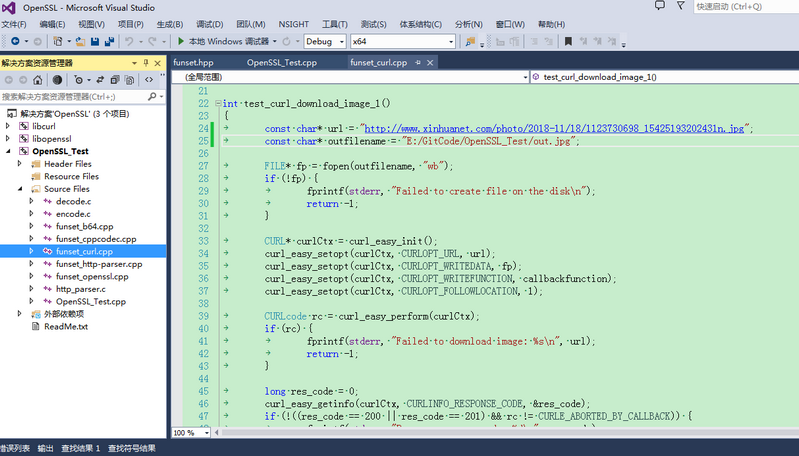 OpenSSL - Microsoft Visual Studio
快速启动 (Ctrl+Q)
文件(F) 编辑(E) 视图(V) 项目(P) 生成(B) 调试(D) 团队(M) NSIGHT 工具(T) 测试(S) 体系结构(C) 分析(N) 窗口(W) 帮助(H)
本地 Windows 调试器 Debug x64
解决方案资源管理器
搜索解决方案资源管理器(Ctrl+;)
解决方案'OpenSSL' (3 个项目)
libcurl
libopenssl
OpenSSL_Test
Header Files
Resource Files
Source Files
decode.c
encode.c
funset_b64.cpp
funset_cppcodec.cpp
funset_curl.cpp
funset_http-parser.cpp
funset_openssl.cpp
http_parser.c
OpenSSL_Test.cpp
外部依赖项
ReadMe.txt
funset.hpp OpenSSL_Test.cpp funset_curl.cpp
(全局范围) test_curl_download_image_1()
21
22 int test_curl_download_image_1()
23 {
24 const char* url = "http://www.xinhuanet.com/photo/2018-11/18/1123730698_15425193202431n.jpg";
25 const char* outfilename = "E:/GitCode/OpenSSL_Test/out.jpg";
26
27 FILE* fp = fopen(outfilename, "wb");
28 if (!fp) {
29 fprintf(stderr, "Failed to create file on the disk\n");
30 return -1;
31 }
32
33 CURL* curlCtx = curl_easy_init();
34 curl_easy_setopt(curlCtx, CURLOPT_URL, url);
35 curl_easy_setopt(curlCtx, CURLOPT_WRITEDATA, fp);
36 curl_easy_setopt(curlCtx, CURLOPT_WRITEFUNCTION, callbackfunction);
37 curl_easy_setopt(curlCtx, CURLOPT_FOLLOWLOCATION, 1);
38
39 CURLcode rc = curl_easy_perform(curlCtx);
40 if (rc) {
41 fprintf(stderr, "Failed to download image: %s\n", url);
42 return -1;
43 }
44
45 long res_code = 0;
46 curl_easy_getinfo(curlCtx, CURLINFO_RESPONSE_CODE, &res_code);
47 if (!((res_code == 200 || res_code == 201) && rc != CURLE_ABORTED_BY_CALLBACK)) {
100 %
错误列表 输出 查找结果 1 查找符号结果